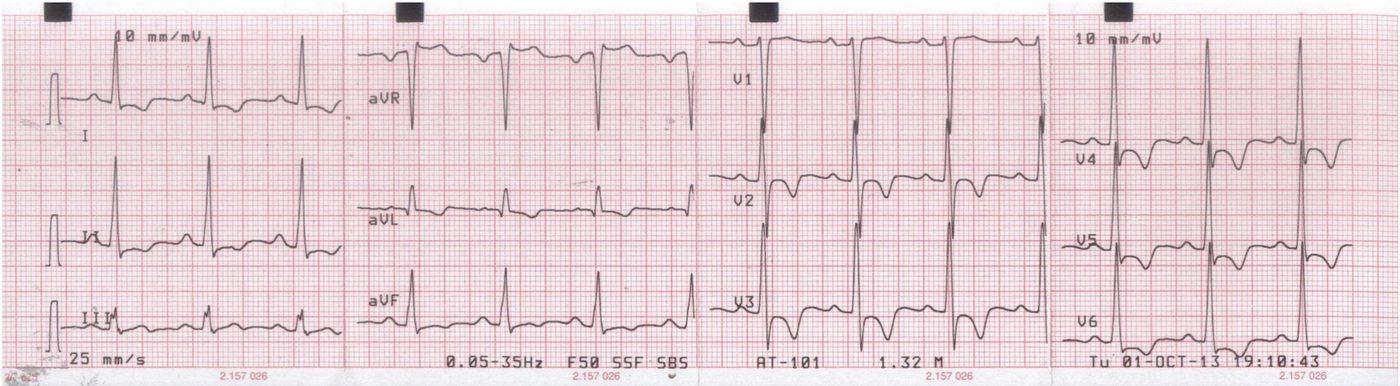 10 mm/mV
I
II
III
25 mm/s
aVR
aVL
aVF
0.05-35Hz F50 SSF SBS
V1
V2
V3
AT-101 1.32 M
10 mm/mV
V4
V5
V6
Tu 01-OCT-13 19:10:43
2.157 026
2.157 026
2.157 026
2.157 026